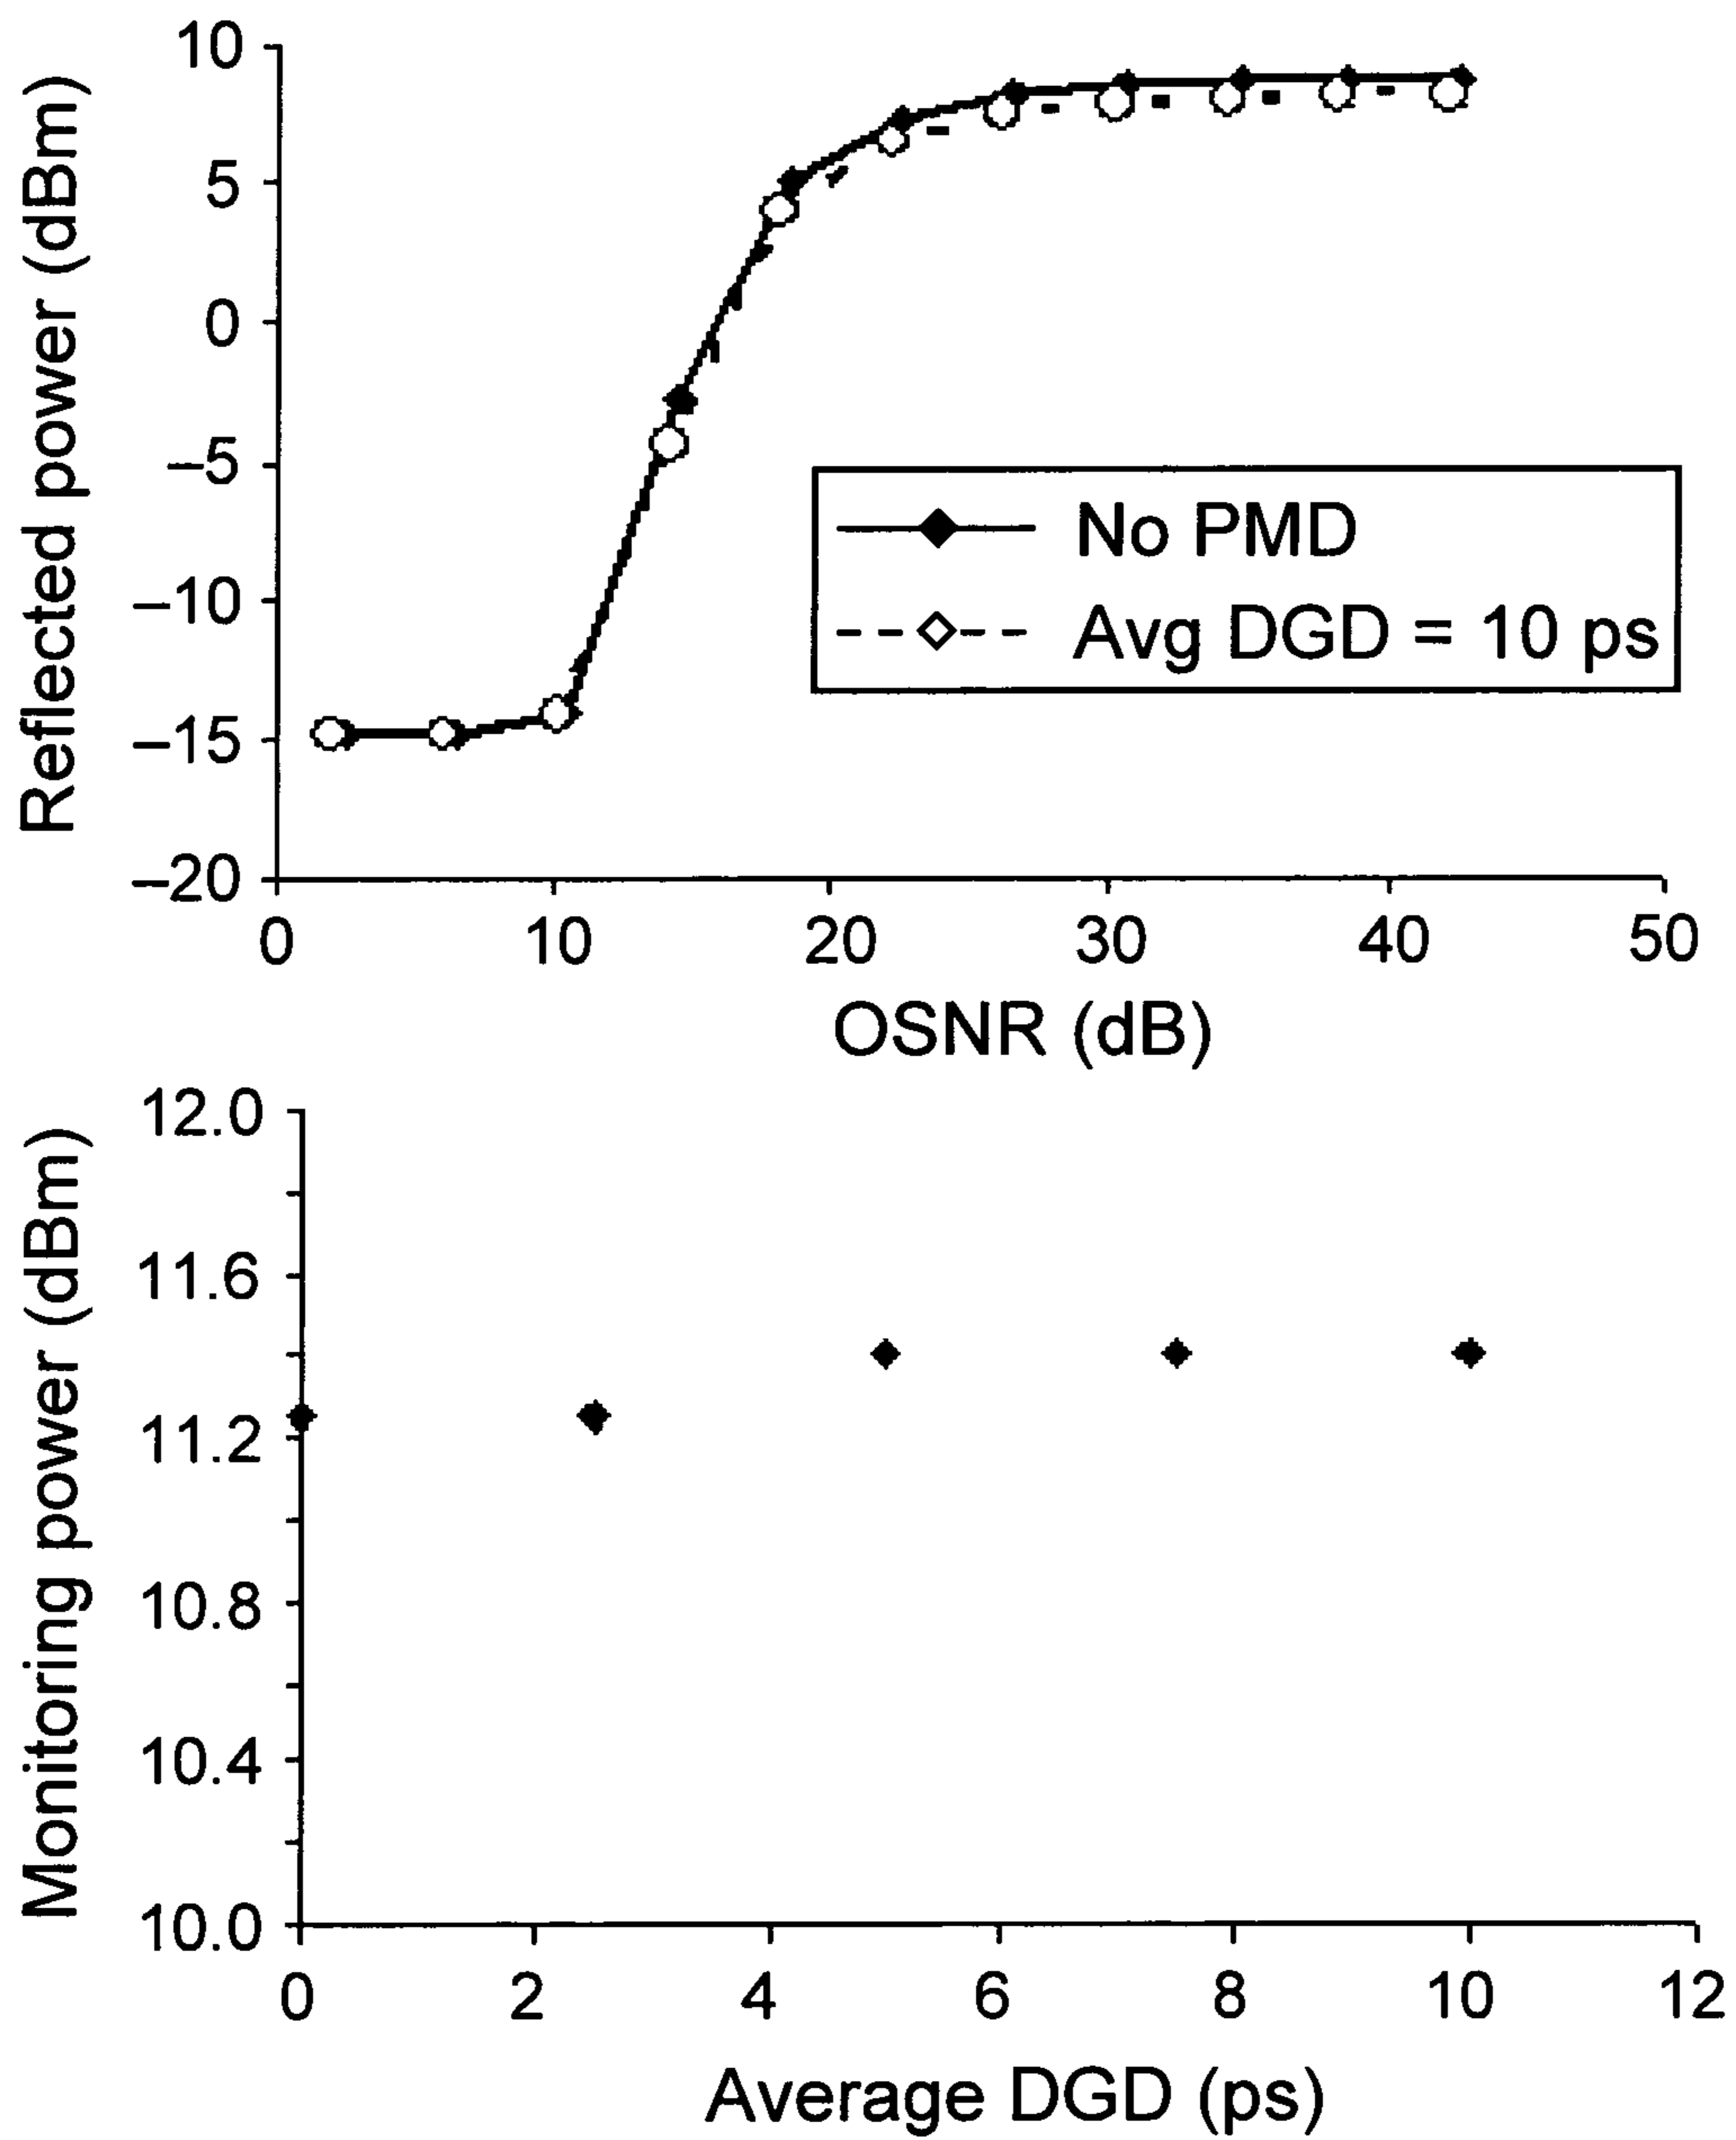 Reflected power (dBm)
10
5
0
–5
–10
–15
–20
0 10 20 30 40 50
OSNR (dB)
No PMD
Avg DGD = 10 ps
Monitoring power (dBm)
12.0
11.6
11.2
10.8
10.4
10.0
0 2 4 6 8 10 12
Average DGD (ps)